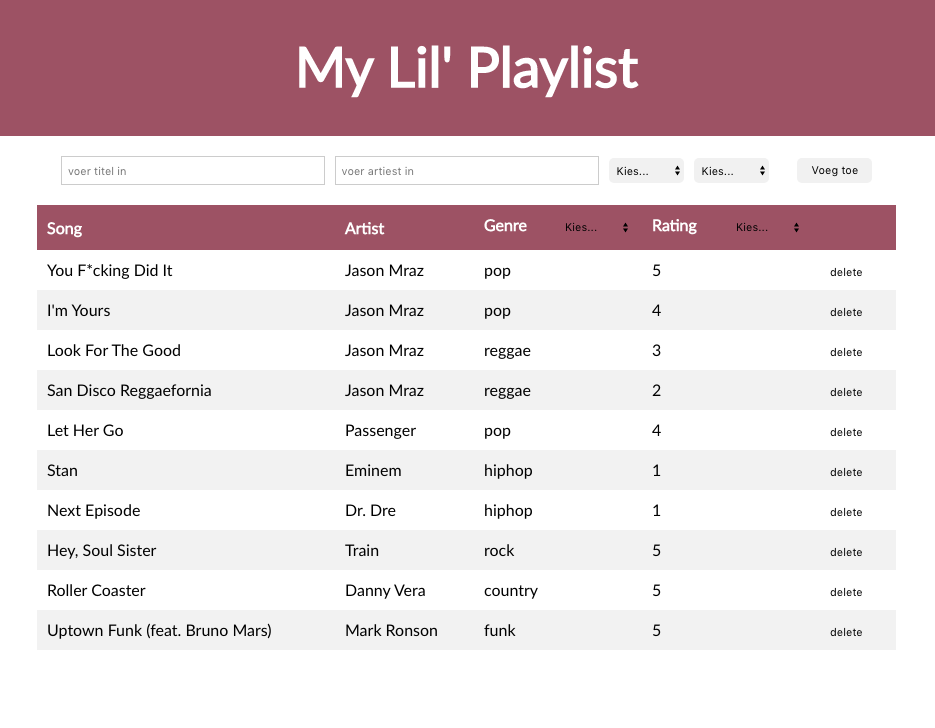 My Lil' Playlist
voer titel in voer artiest in Kies... Kies... Voeg toe
Song Artist Genre Kies... Rating Kies...
You F*cking Did It Jason Mraz pop 5 delete
I'm Yours Jason Mraz pop 4 delete
Look For The Good Jason Mraz reggae 3 delete
San Disco Reggaefornia Jason Mraz reggae 2 delete
Let Her Go Passenger pop 4 delete
Stan Eminem hiphop 1 delete
Next Episode Dr. Dre hiphop 1 delete
Hey, Soul Sister Train rock 5 delete
Roller Coaster Danny Vera country 5 delete
Uptown Funk (feat. Bruno Mars) Mark Ronson funk 5 delete